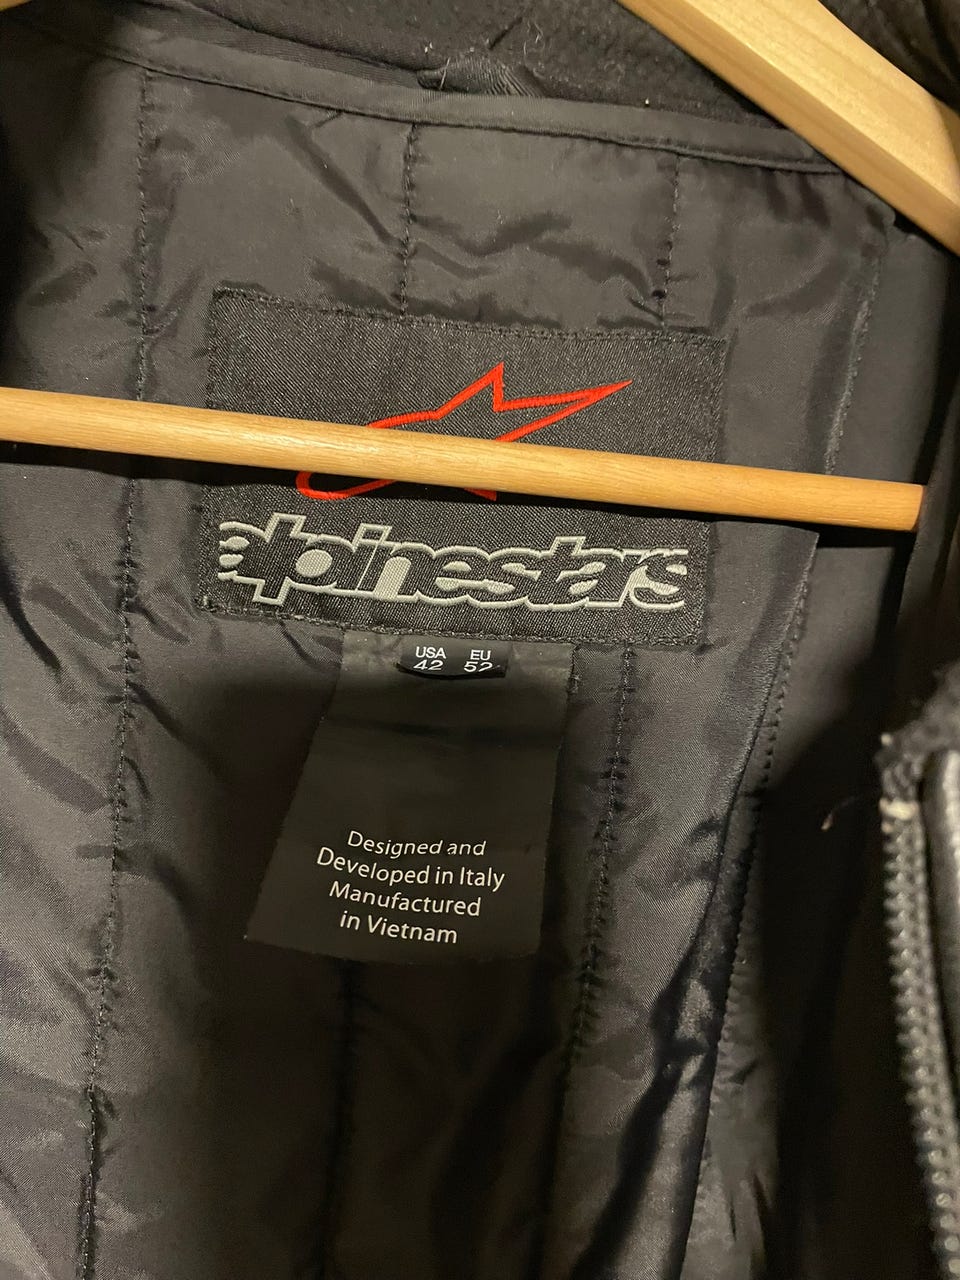 alpinestars
USA EU
42 52
Designed and
Developed in Italy
Manufactured
in Vietnam